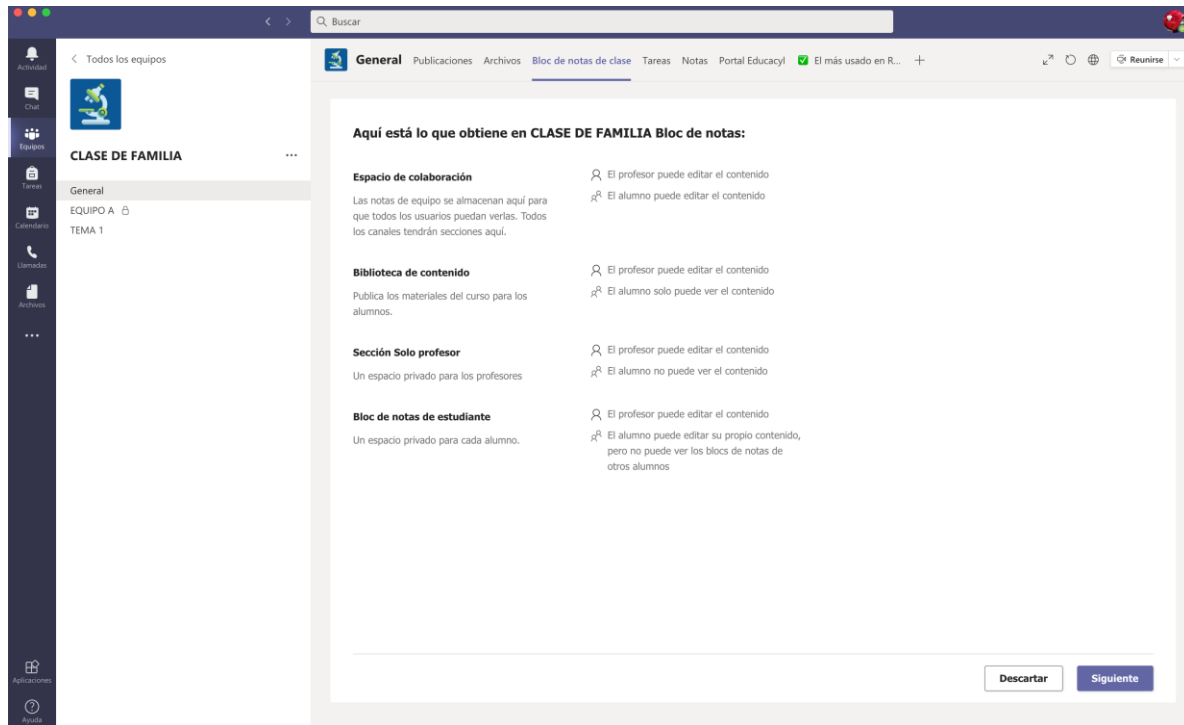 Buscar
Actividad
Chat
Equipos
Tareas
Calendario
Llamadas
Archivos
Aplicaciones
Ayuda
Todos los equipos
CLASE DE FAMILIA
General
EQUIPO A
TEMA 1
General Publicaciones Archivos Bloc de notas de clase Tareas Notas Portal Educacyl El más usado en R... Reunirse
Aquí está lo que obtiene en CLASE DE FAMILIA Bloc de notas:
Espacio de colaboración
Las notas de equipo se almacenan aquí para
que todos los usuarios puedan verlas. Todos
los canales tendrán secciones aquí.
El profesor puede editar el contenido
El alumno puede editar el contenido
Biblioteca de contenido
Publica los materiales del curso para los
alumnos.
El profesor puede editar el contenido
El alumno solo puede ver el contenido
Sección Solo profesor
Un espacio privado para los profesores
El profesor puede editar el contenido
El alumno no puede ver el contenido
Bloc de notas de estudiante
Un espacio privado para cada alumno.
El profesor puede editar el contenido
El alumno puede editar su propio contenido,
pero no puede ver los blocs de notas de
otros alumnos
Descartar
Siguiente